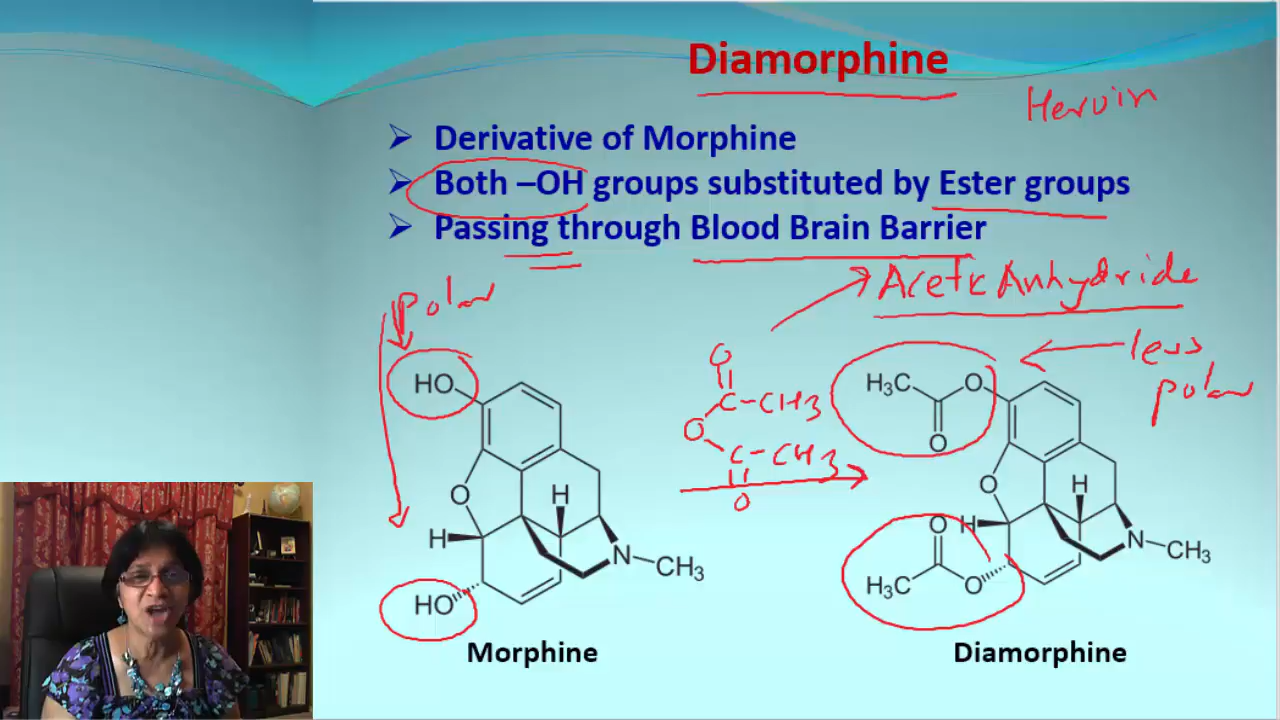 Diamorphine
Heroin
➢ Derivative of Morphine
➢ Both –OH groups substituted by Ester groups
➢ Passing through Blood Brain Barrier
Acetic Anhydride
polar
less
polar
O
C-CH3
O
C-CH3
O
HO
O
H
H
N
CH3
HO
H3C
O
O
O
H
O
H
N
CH3
H3C
O
Morphine
Diamorphine